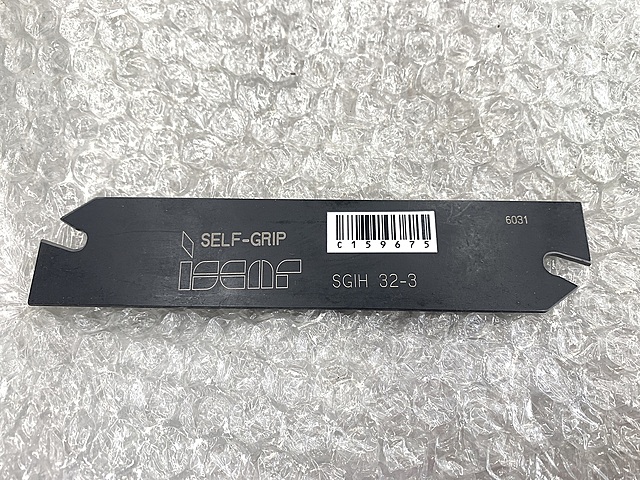 SELF-GRIP
iscar
C159675
SGIH 32-3
6031